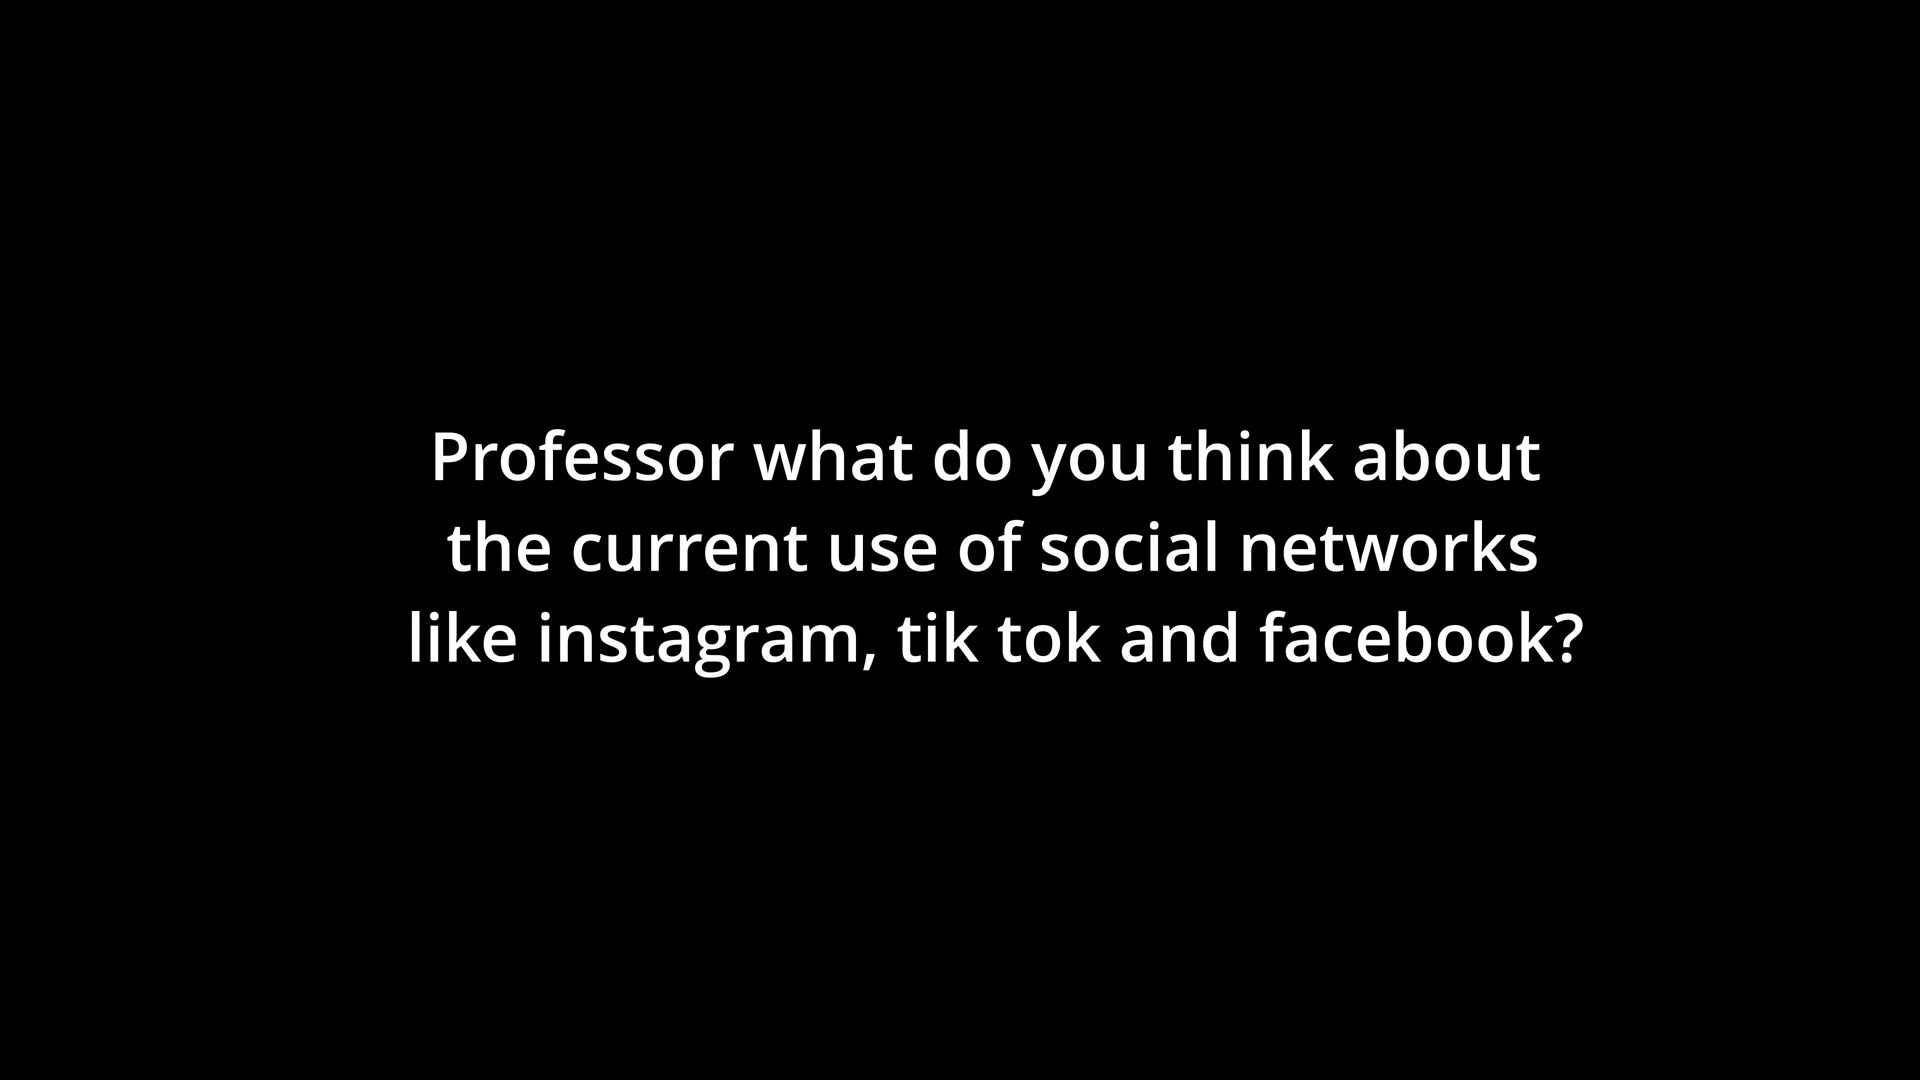 Professor what do you think about
the current use of social networks
like instagram, tik tok and facebook?